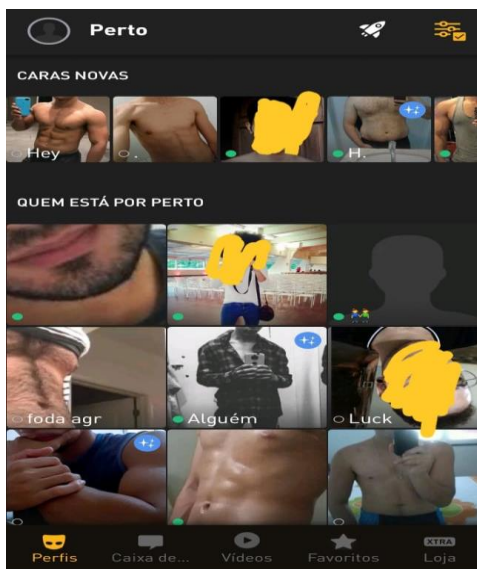 Perto
CARAS NOVAS
Hey
.
H.
QUEM ESTÁ POR PERTO
foda agr
Alguém
Luck
Perfis
Caixa de...
Vídeos
Favoritos
XTRA
Loja